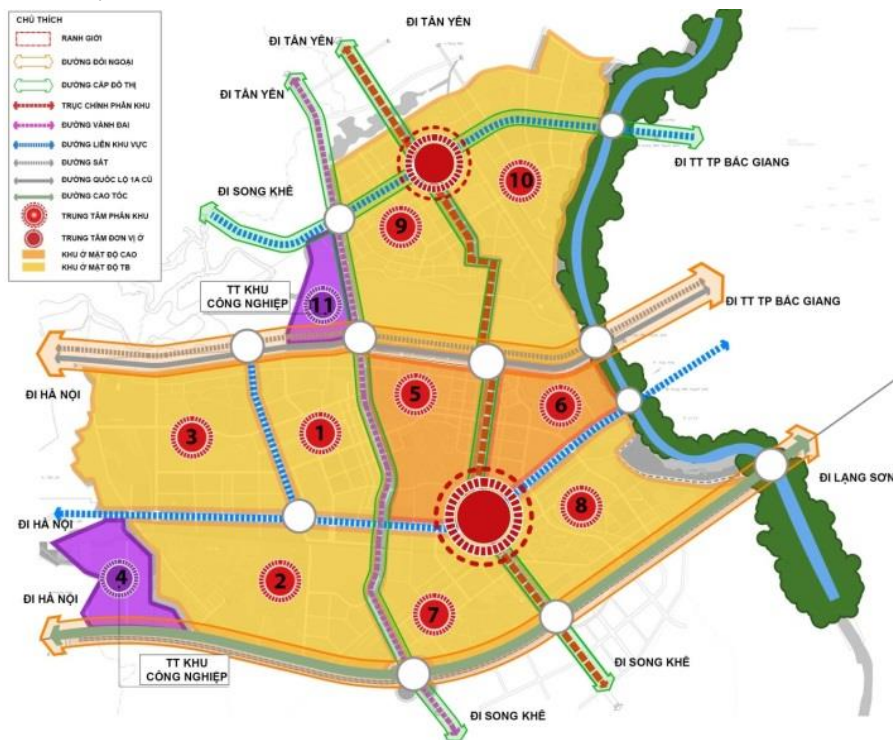 CHÚ THÍCH
RANH GIỚI
ĐƯỜNG ĐỐI NGOẠI
ĐƯỜNG CẤP ĐÔ THỊ
TRỤC CHÍNH PHÂN KHU
ĐƯỜNG VÀNH ĐAI
ĐƯỜNG LIÊN KHU VỰC
ĐƯỜNG SẮT
ĐƯỜNG QUỐC LỘ 1A CŨ
ĐƯỜNG CAO TỐC
TRUNG TÂM PHÂN KHU
TRUNG TÂM ĐƠN VỊ Ở
KHU Ở MẬT ĐỘ CAO
KHU Ở MẬT ĐỘ TB
ĐI TÂN YÊN
ĐI TÂN YÊN
ĐI TÂN YÊN
ĐI TT TP BẮC GIANG
10
ĐI SONG KHÊ
9
TT KHU
CÔNG NGHIỆP
11
ĐI TT TP BẮC GIANG
ĐI HÀ NỘI
5
6
3
1
ĐI LẠNG SƠN
8
ĐI HÀ NỘI
4
2
ĐI HÀ NỘI
7
TT KHU
CÔNG NGHIỆP
ĐI SONG KHÊ
ĐI SONG KHÊ